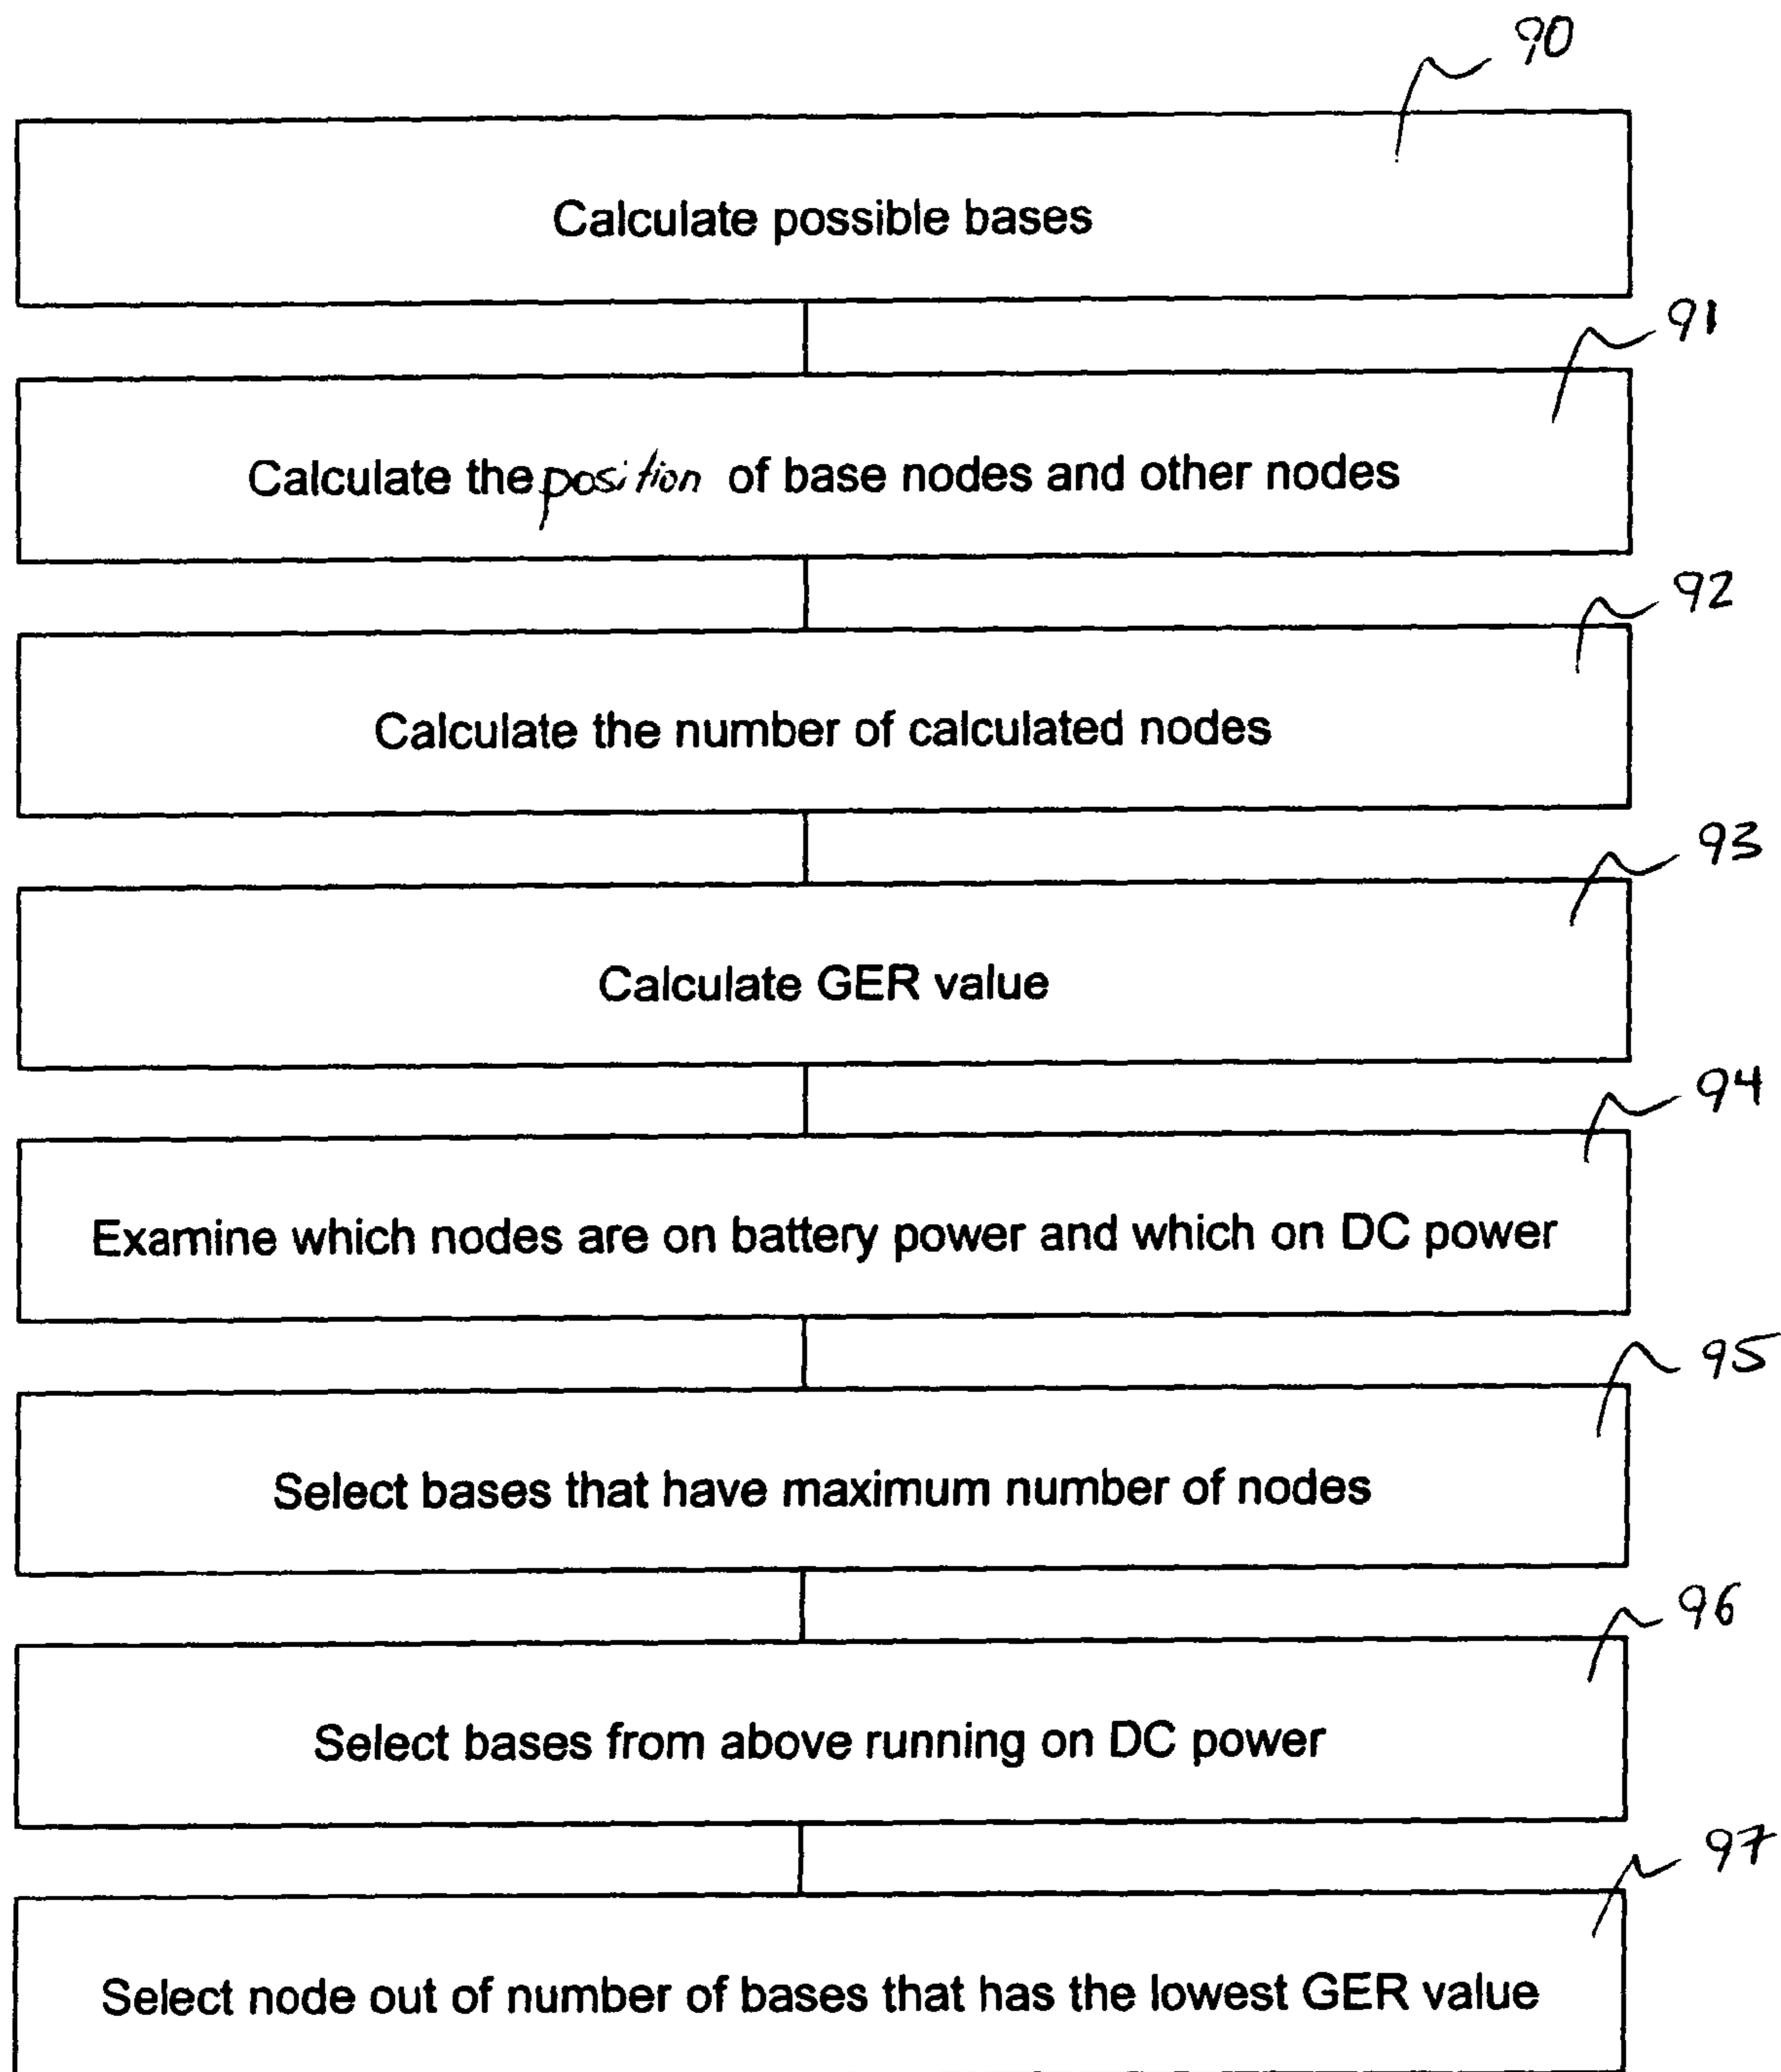 90
Calculate possible bases
91
Calculate the position of base nodes and other nodes
92
Calculate the number of calculated nodes
93
Calculate GER value
94
Examine which nodes are on battery power and which on DC power
95
Select bases that have maximum number of nodes
96
Select bases from above running on DC power
97
Select node out of number of bases that has the lowest GER value